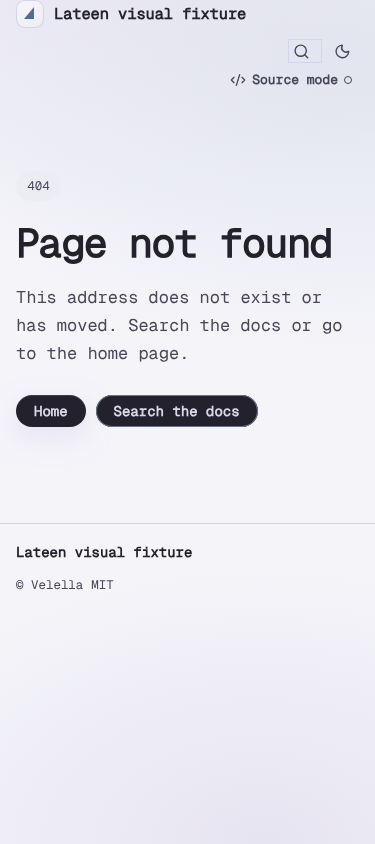 Lateen visual fixture
</> Source mode
404
Page not found
This address does not exist or
has moved. Search the docs or go
to the home page.
Home
Search the docs
Lateen visual fixture
© Velella MIT